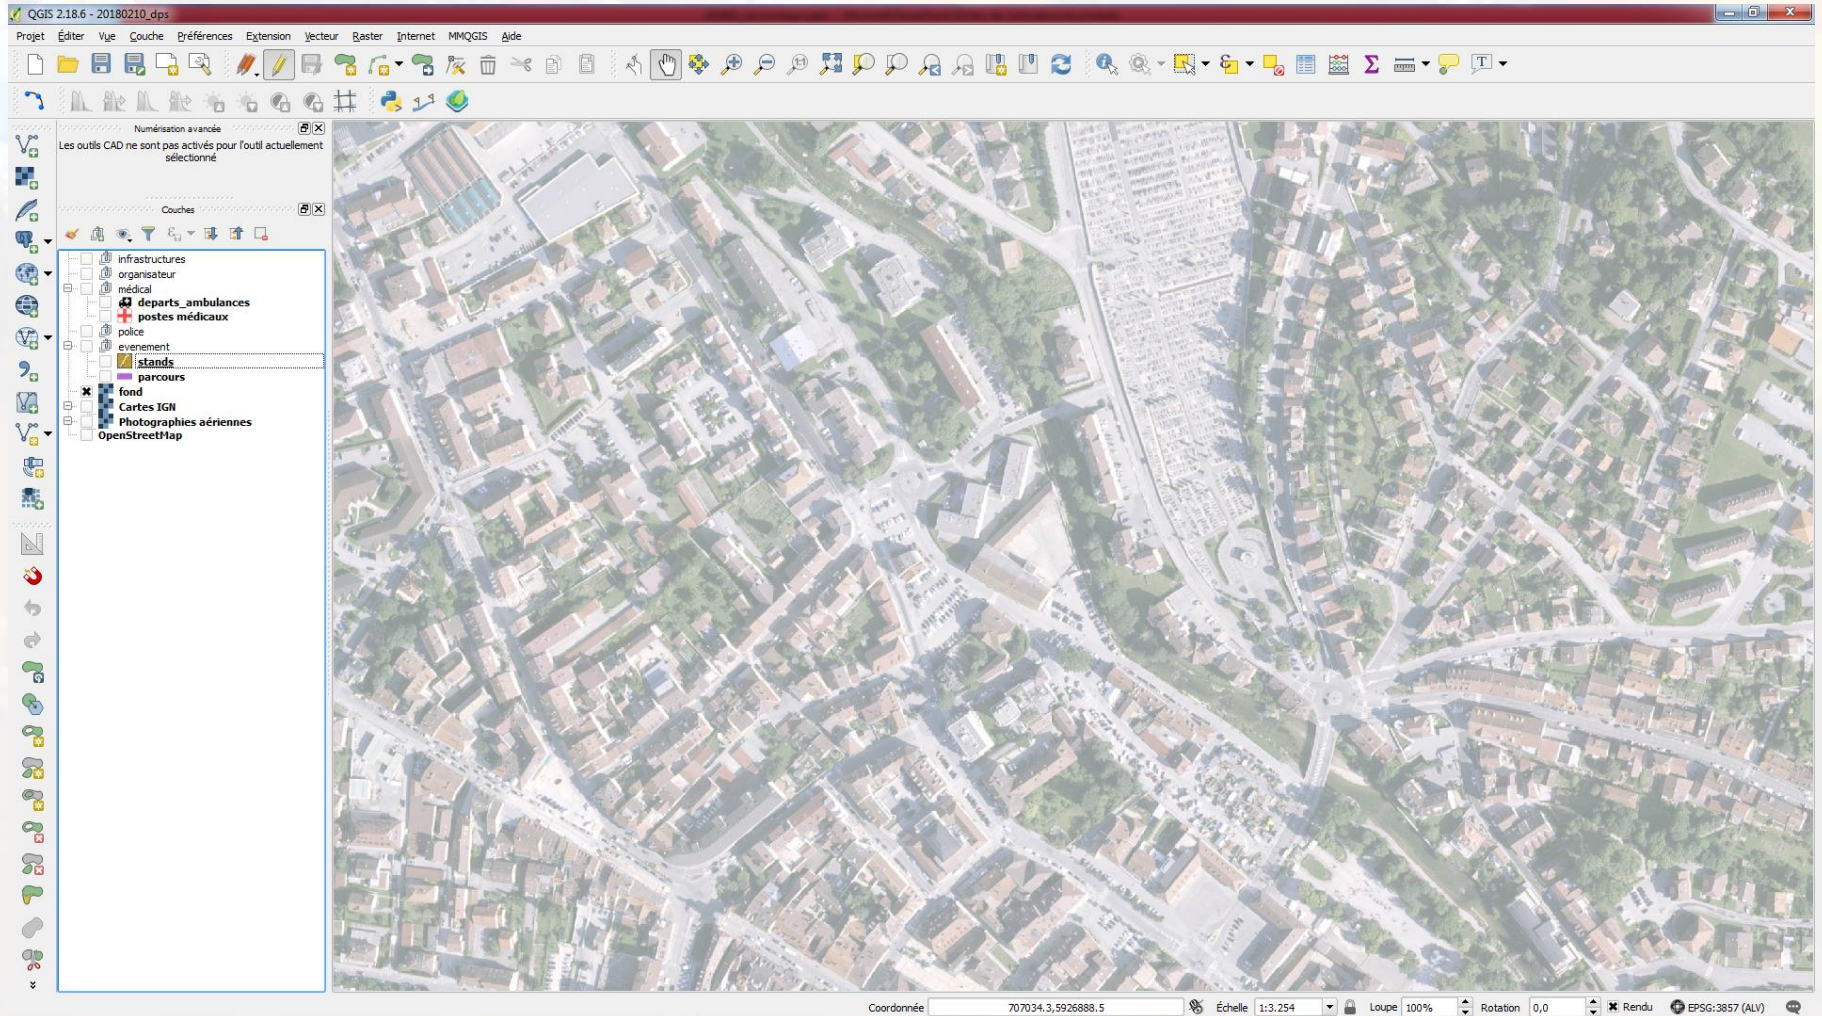 QGIS 2.18.6 - 20180210_dps
Projet Éditer Vue Couche Préférences Extension Vecteur Raster Internet MMQGIS Aide
Numérisation avancée
Les outils CAD ne sont pas activés pour l'outil actuellement
sélectionné
Couches
infrastructures
organisateur
médical
departs_ambulances
postes médicaux
police
evenement
stands
parcours
fond
Cartes IGN
Photographies aériennes
OpenStreetMap
Coordonnée 707034.3,5926888.5 Échelle 1:3.254 Loupe 100% Rotation 0,0 Rendu EPSG:3857 (ALV)